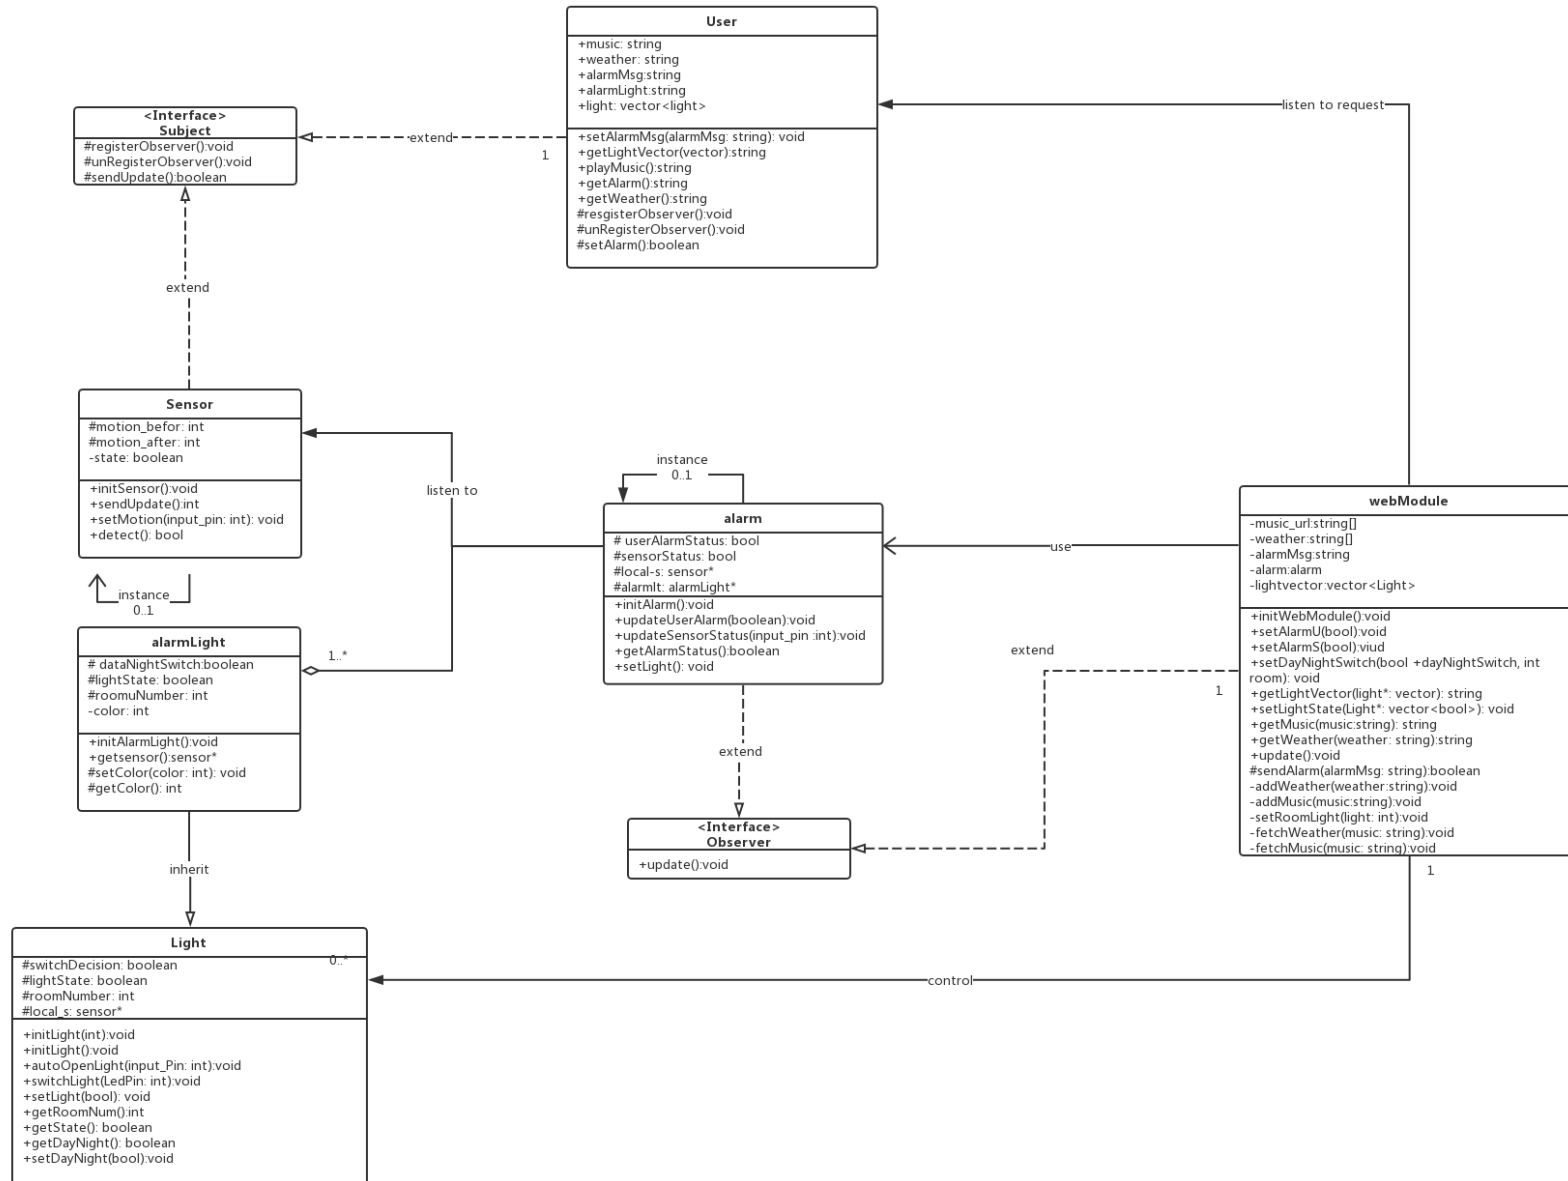 User
+music: string
+weather: string
+alarmMsg:string
+alarmLight:string
+light: vector<light>
+setAlarmMsg(alarmMsg: string): void
+getLightVector(vector):string
+playMusic():string
+getAlarm():string
+getWeather():string
#resgisterObserver():void
#unRegisterObserver():void
#setAlarm():boolean
listen to request
<Interface>
Subject
#registerObserver():void
#unRegisterObserver():void
#sendUpdate():boolean
extend
1
extend
Sensor
#motion_befor: int
#motion_after: int
-state: boolean
+initSensor():void
+sendUpdate():int
+setMotion(input_pin: int): void
+detect(): bool
instance
0..1
listen to
instance
0..1
alarm
# userAlarmStatus: bool
#sensorStatus: bool
#local-s: sensor*
#alarmlt: alarmLight*
+initAlarm():void
+updateUserAlarm(boolean):void
+updateSensorStatus(input_pin :int):void
+getAlarmStatus():boolean
+setLight(): void
use
webModule
-music_url:string[]
-weather:string[]
-alarmMsg:string
-alarm:alarm
-lightvector:vector<Light>
+initWebModule():void
+setAlarmU(bool):void
+setAlarmS(bool):viud
+setDayNightSwitch(bool +dayNightSwitch, int
room): void
+getLightVector(light*: vector): string
+setLightState(Light*: vector<bool>): void
+getMusic(music:string): string
+getWeather(weather: string):string
+update():void
#sendAlarm(alarmMsg: string):boolean
-addWeather(weather:string):void
-addMusic(music:string):void
-setRoomLight(light: int):void
-fetchWeather(music: string):void
-fetchMusic(music: string):void
alarmLight
# dataNightSwitch:boolean
#lightState: boolean
#roomuNumber: int
-color: int
+initAlarmLight():void
+getsensor():sensor*
#setColor(color: int): void
#getColor(): int
1..*
extend
extend
1
<Interface>
Observer
+update():void
inherit
1
Light
#switchDecision: boolean
#lightState: boolean
#roomNumber: int
#local_s: sensor*
+initLight(int):void
+initLight():void
+autoOpenLight(input_Pin: int):void
+switchLight(LedPin: int):void
+setLight(bool): void
+getRoomNum():int
+getState(): boolean
+getDayNight(): boolean
+setDayNight(bool):void
0..*
control